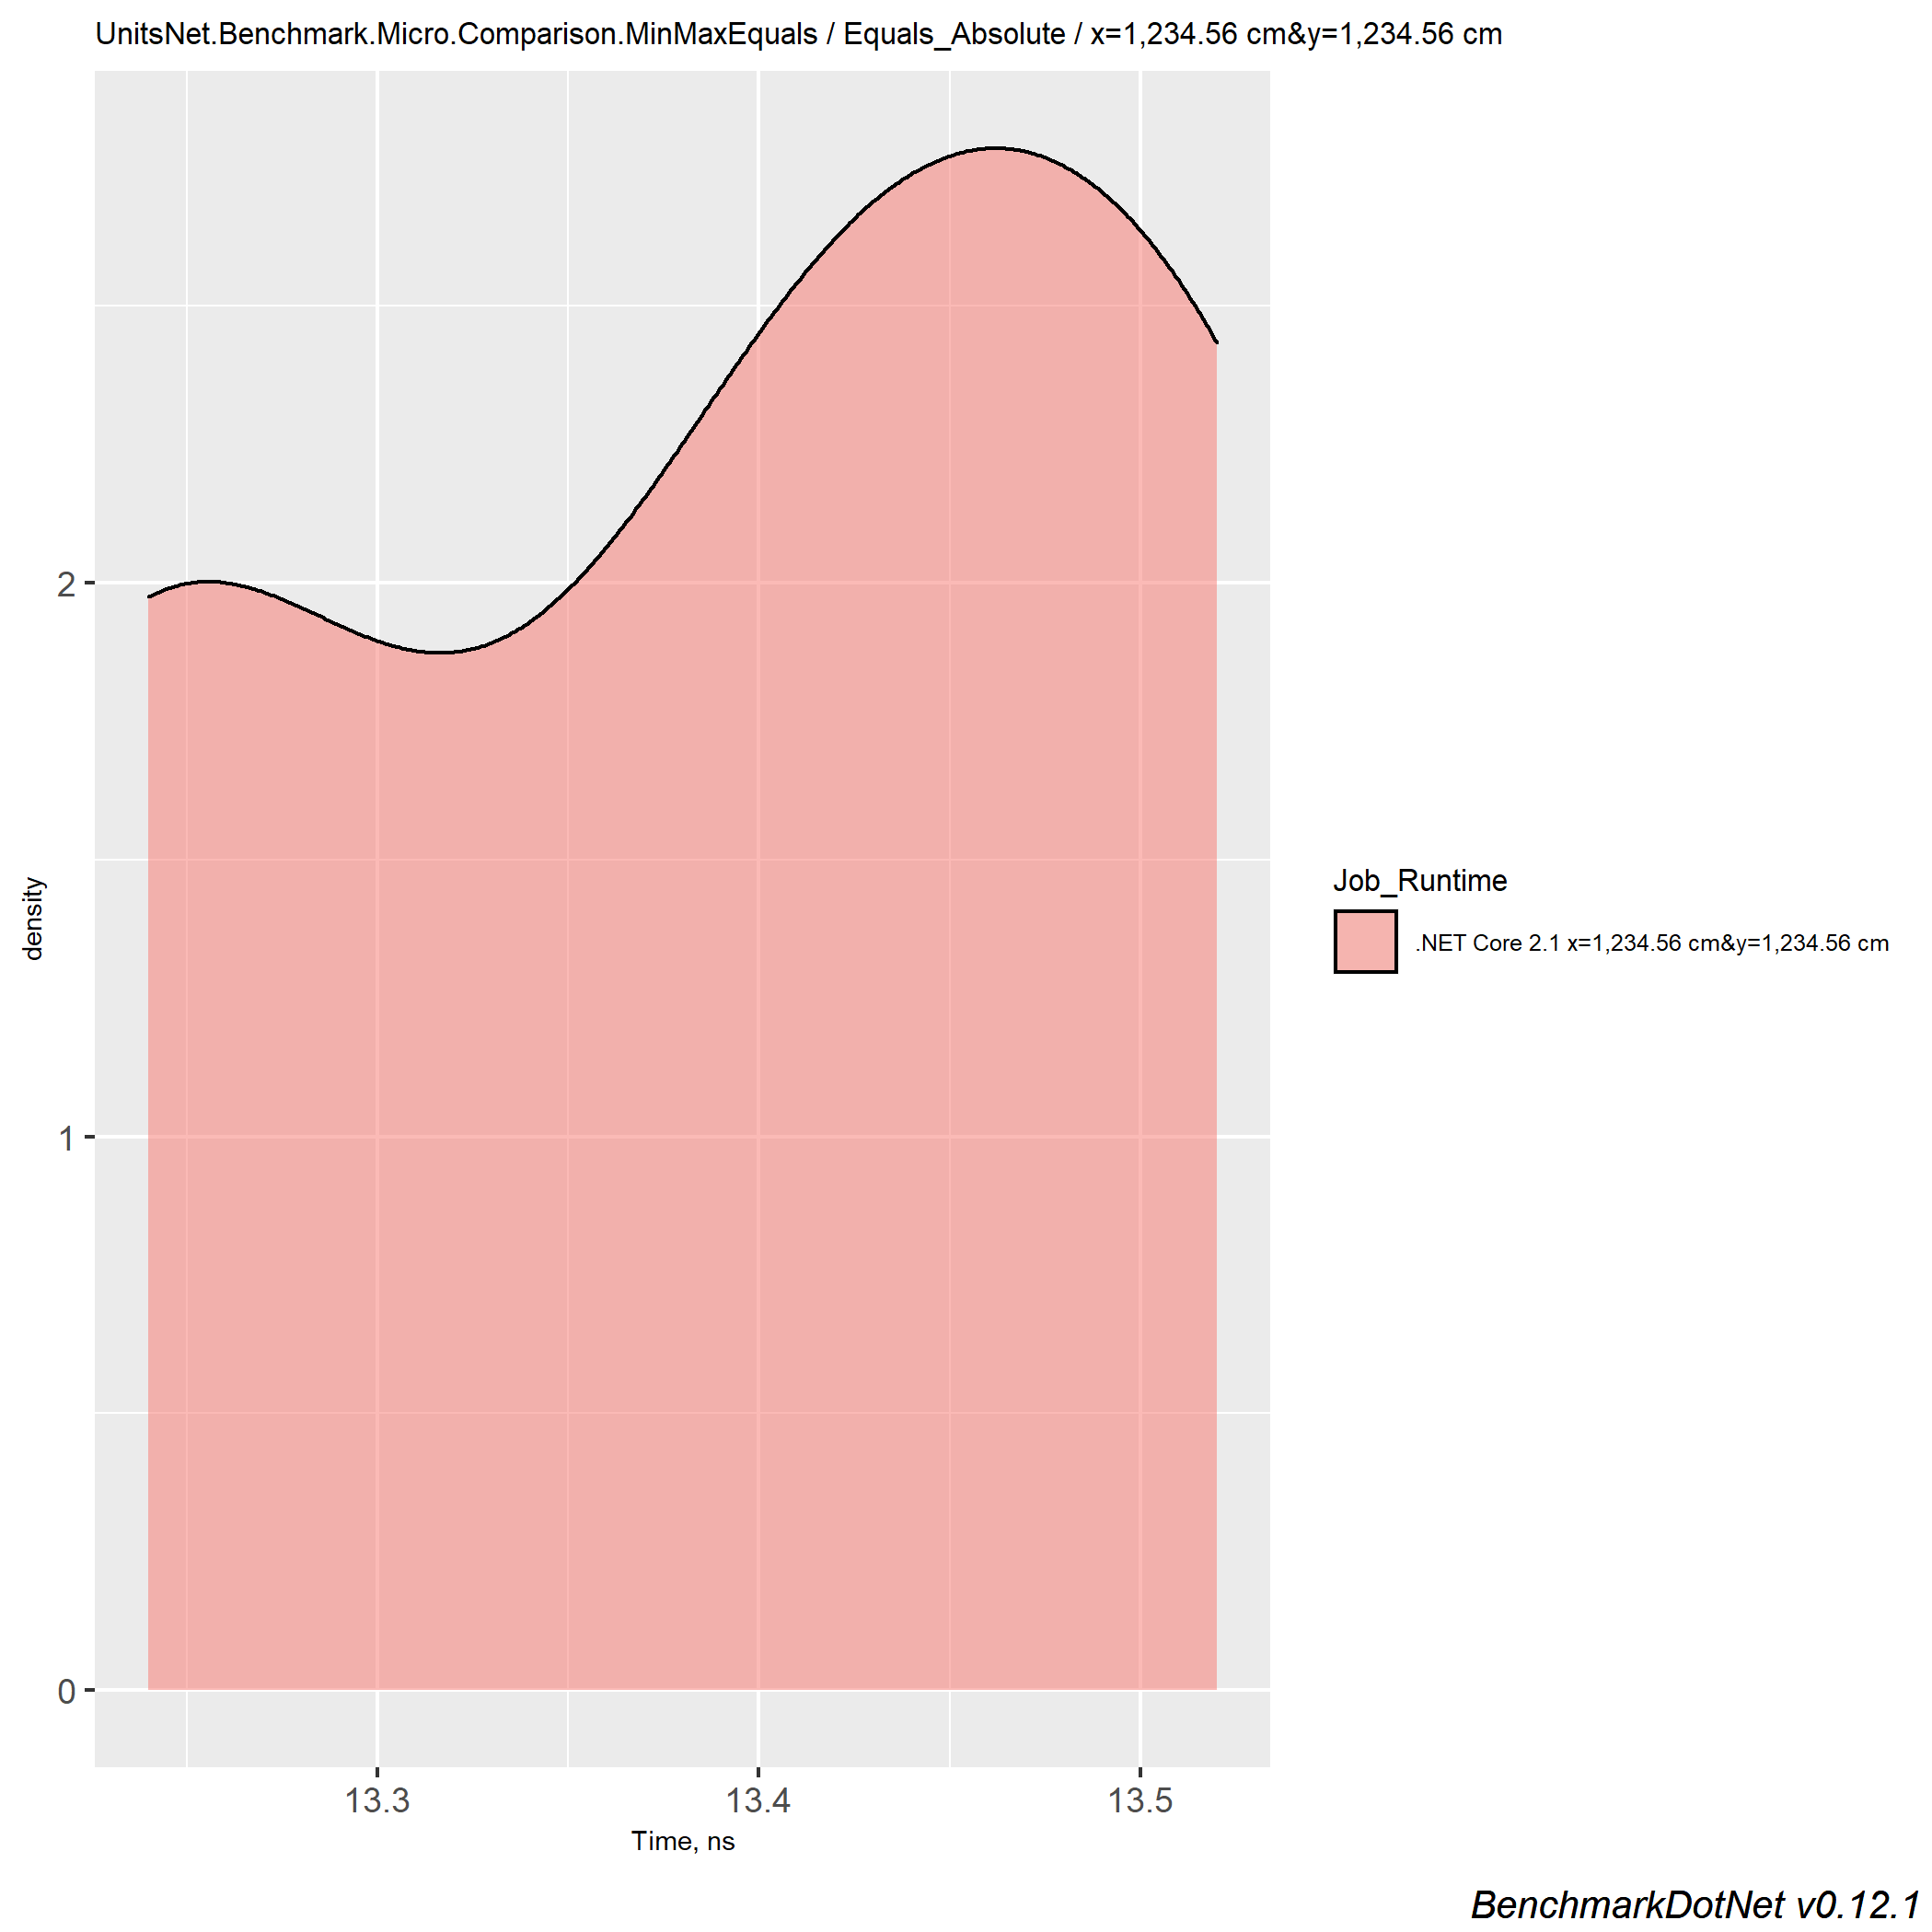 UnitsNet.Benchmark.Micro.Comparison.MinMaxEquals / Equals_Absolute / x=1,234.56 cm&y=1,234.56 cm
2
1
0
density
13.3 13.4 13.5
Time, ns
Job_Runtime
.NET Core 2.1 x=1,234.56 cm&y=1,234.56 cm
BenchmarkDotNet v0.12.1